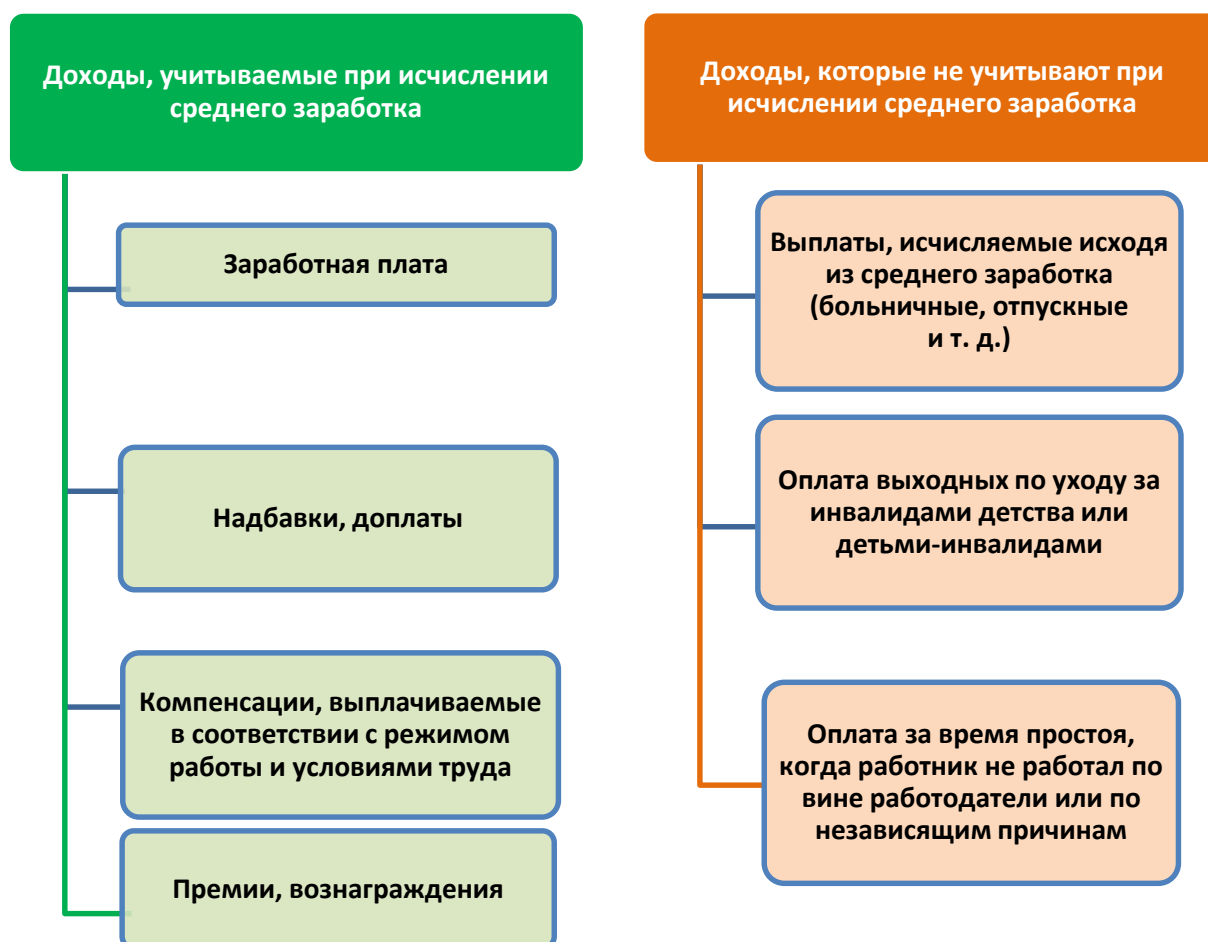 Доходы, учитываемые при исчислении
среднего заработка
Заработная плата
Надбавки, доплаты
Компенсации, выплачиваемые
в соответствии с режимом
работы и условиями труда
Премии, вознаграждения
Доходы, которые не учитывают при
исчислении среднего заработка
Выплаты, исчисляемые исходя
из среднего заработка
(больничные, отпускные
и т. д.)
Оплата выходных по уходу за
инвалидами детства или
детьми-инвалидами
Оплата за время простоя,
когда работник не работал по
вине работодатели или по
независящим причинам